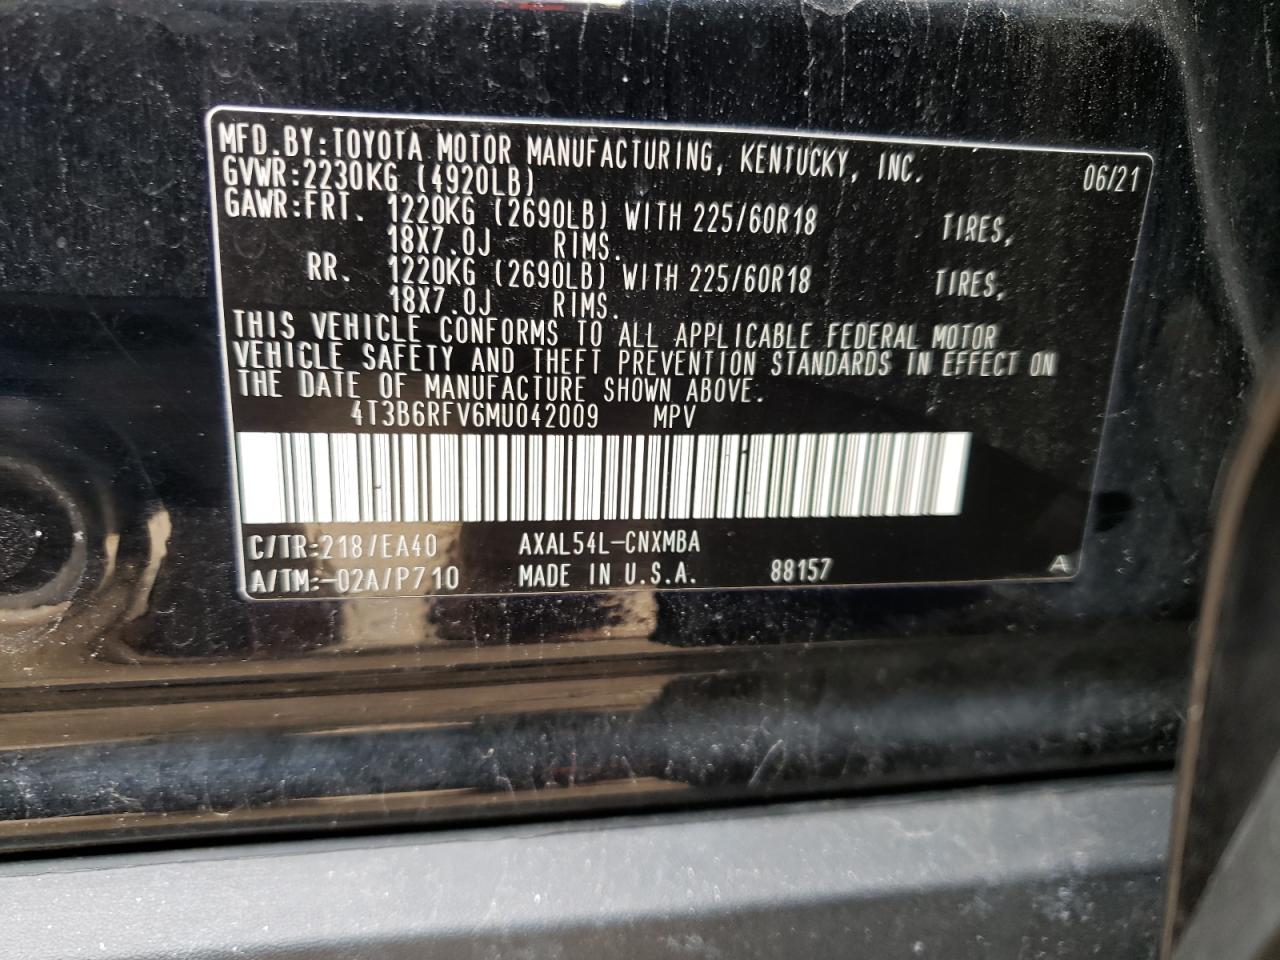 MFD.BY:TOYOTA MOTOR MANUFACTURING, KENTUCKY, INC. 06/21
GVWR:2230KG (4920LB)
GAWR:FRT. 1220KG (2690LB) WITH 225/60R18 TIRES,
18X7.0J RIMS.
RR. 1220KG (2690LB) WITH 225/60R18 TIRES,
18X7.0J RIMS.
THIS VEHICLE CONFORMS TO ALL APPLICABLE FEDERAL MOTOR
VEHICLE SAFETY AND THEFT PREVENTION STANDARDS IN EFFECT ON
THE DATE OF MANUFACTURE SHOWN ABOVE.
4T3B6RFV6MU042009 MPV
C/TR:218/EA40 AXAL54L-CNXMBA
A/TM:-02A/P710 MADE IN U.S.A. 88157 A